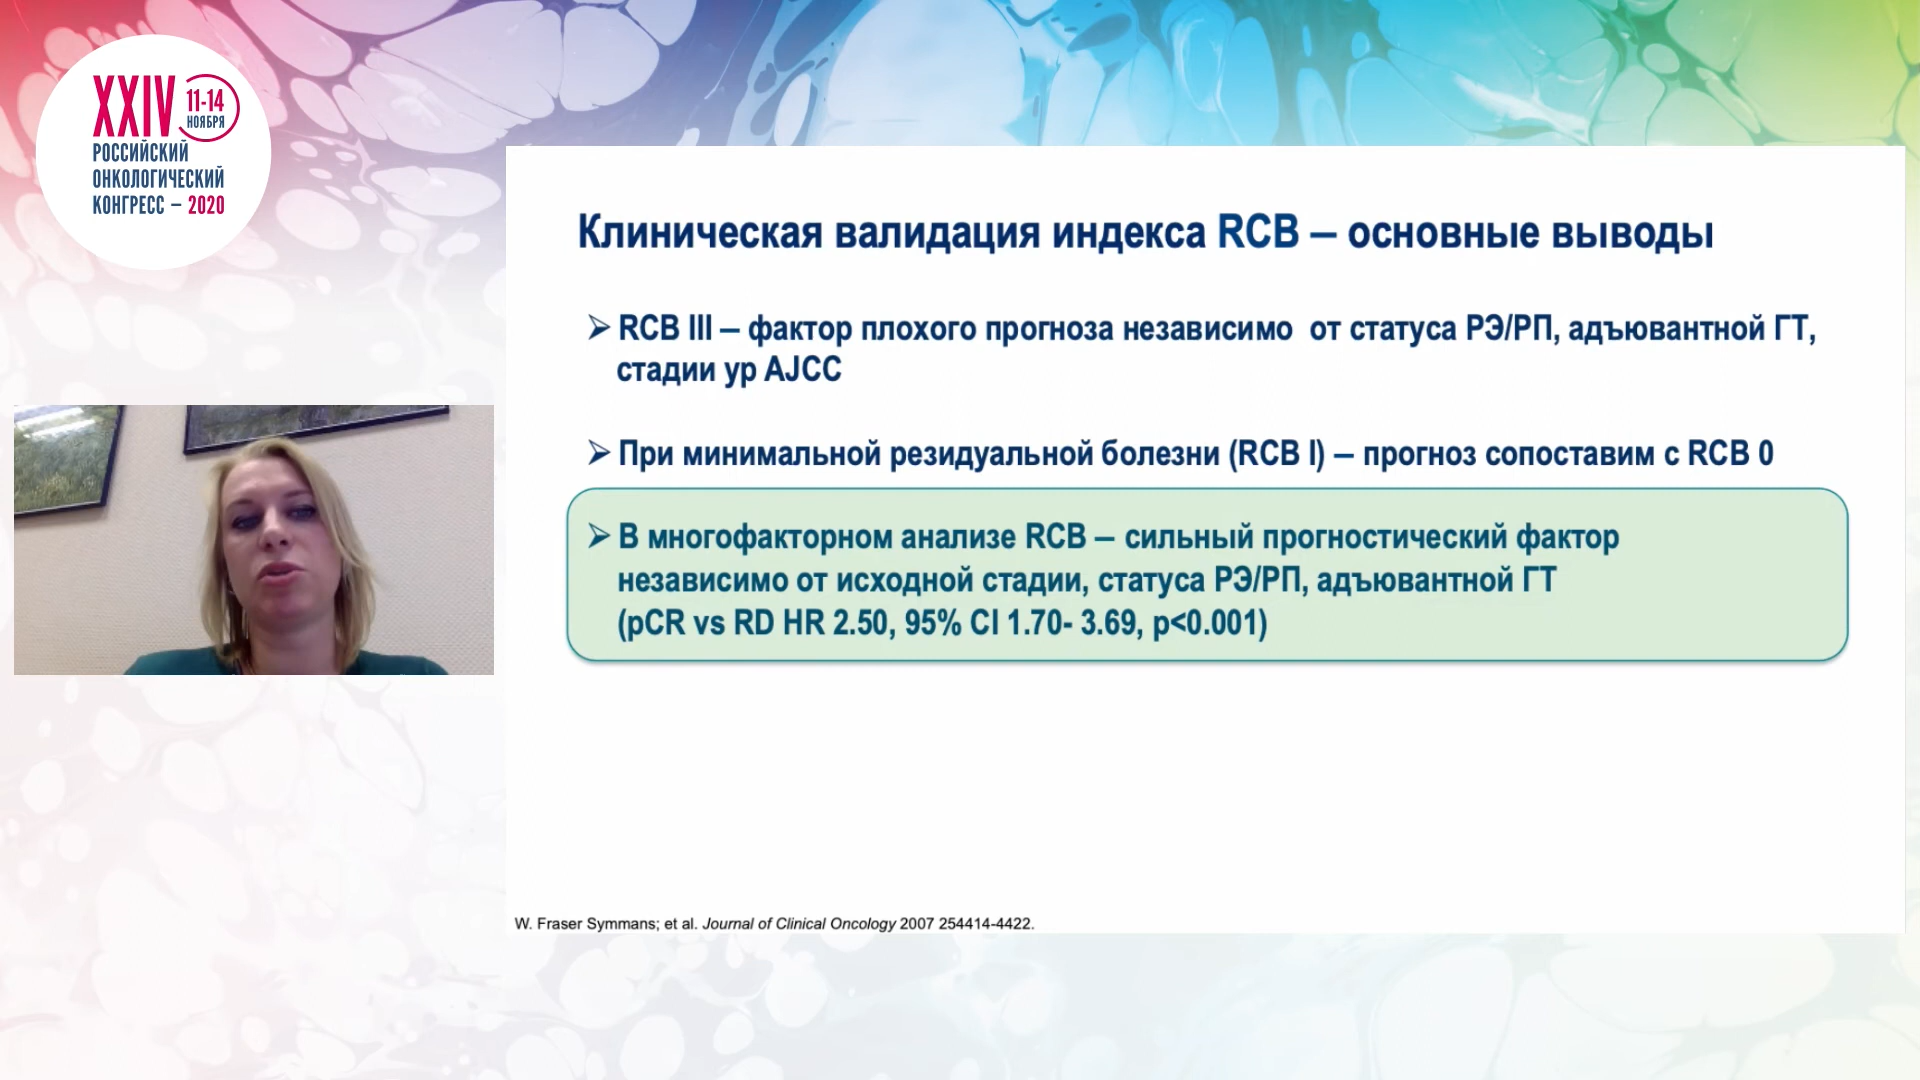 XXIV 11-14
НОЯБРЯ
РОССИЙСКИЙ
ОНКОЛОГИЧЕСКИЙ
КОНГРЕСС – 2020
Клиническая валидация индекса RCB – основные выводы
➢ RCB III – фактор плохого прогноза независимо от статуса РЭ/РП, адъювантной ГТ,
стадии ур AJCC
➢ При минимальной резидуальной болезни (RCB I) – прогноз сопоставим с RCB 0
➢ В многофакторном анализе RCB – сильный прогностический фактор
независимо от исходной стадии, статуса РЭ/РП, адъювантной ГТ
(pCR vs RD HR 2.50, 95% CI 1.70- 3.69, p<0.001)
W. Fraser Symmans; et al. Journal of Clinical Oncology 2007 254414-4422.